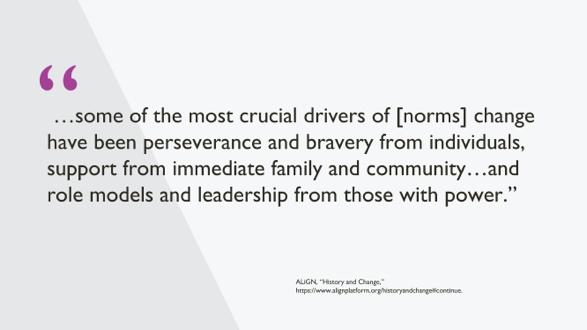 “
…some of the most crucial drivers of [norms] change
have been perseverance and bravery from individuals,
support from immediate family and community…and
role models and leadership from those with power.”
ALiGN, “History and Change,”
https://www.alignplatform.org/historyandchange#continue.